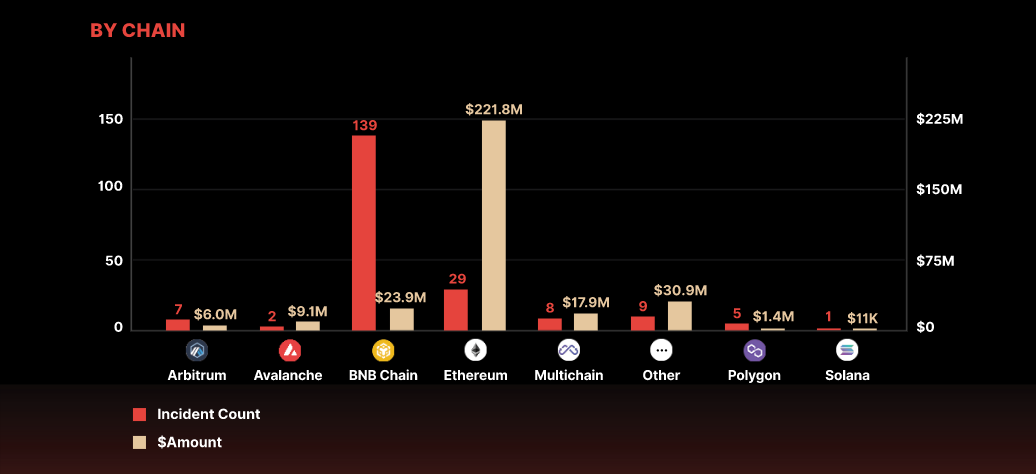 BY CHAIN
$221.8M
150 139 $225M
100 $150M
50 $75M
29
$23.9M $30.9M
7 $6.0M 2 $9.1M 8 $17.9M 9 5 $1.4M 1 $11K
0 $0
Arbitrum Avalanche BNB Chain Ethereum Multichain Other Polygon Solana
Incident Count
$Amount